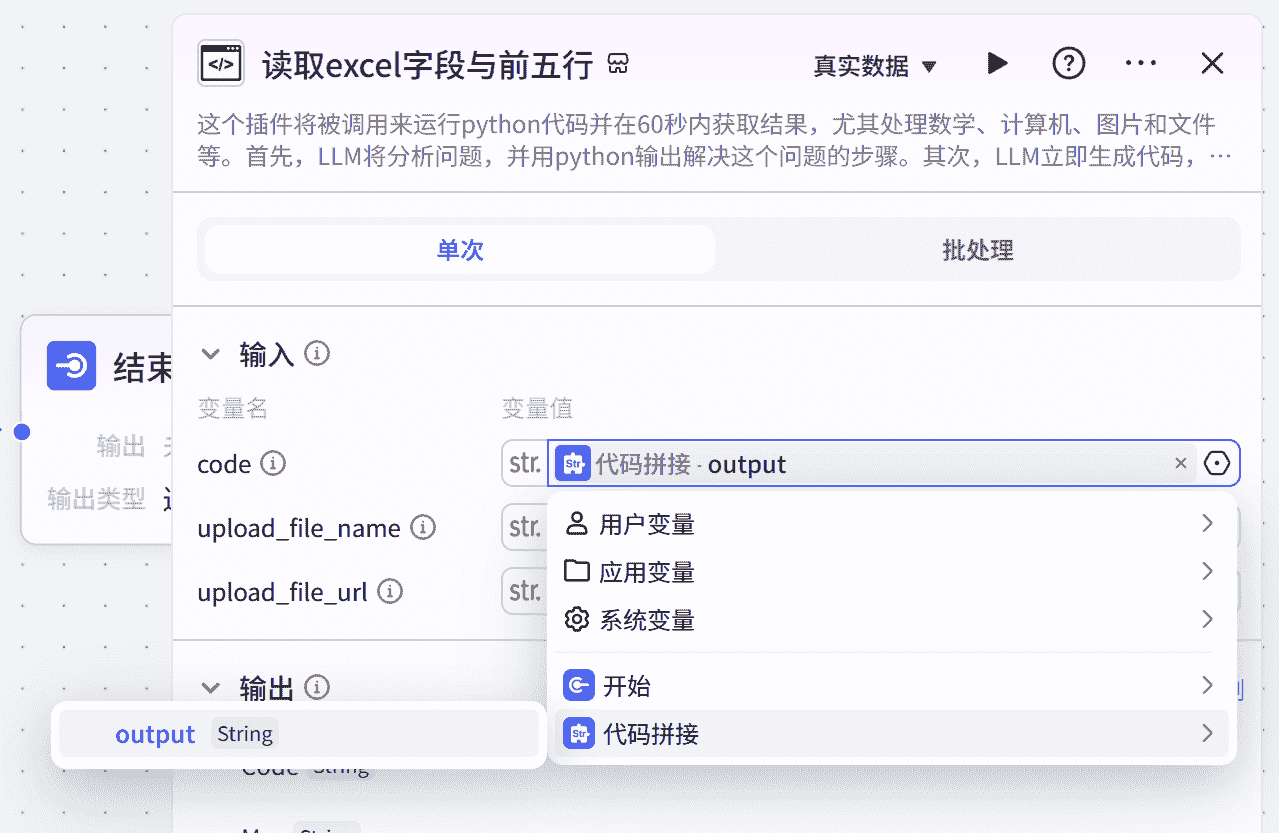 读取excel字段与前五行
真实数据
这个插件将被调用来运行python代码并在60秒内获取结果，尤其处理数学、计算机、图片和文件
等。首先，LLM将分析问题，并用python输出解决这个问题的步骤。其次，LLM立即生成代码，…
单次
批处理
结束
输入
变量名
变量值
输出
code
str.
Str
代码拼接 - output
输出类型
upload_file_name
str.
用户变量
应用变量
upload_file_url
str.
系统变量
输出
开始
output String
Str
代码拼接
Code String